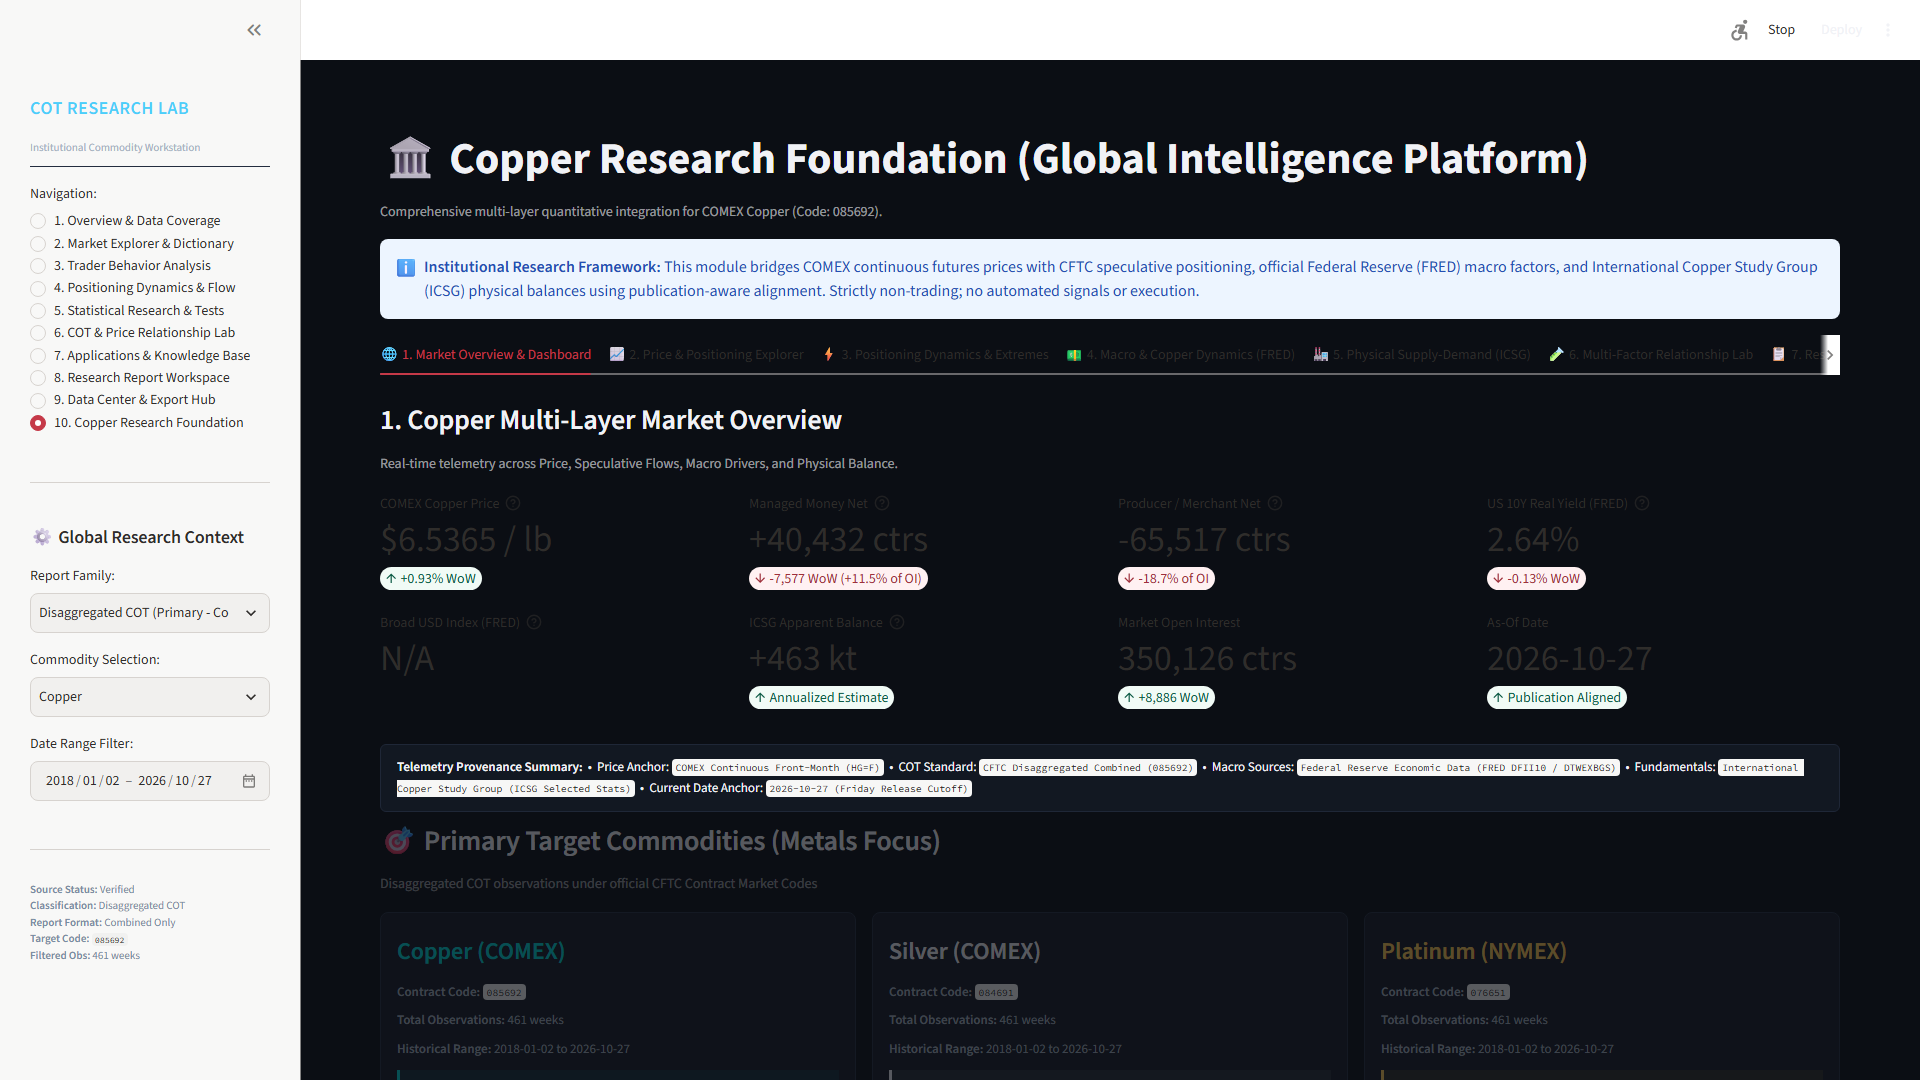 Stop
Deploy
COT RESEARCH LAB
Institutional Commodity Workstation
Navigation:
1. Overview & Data Coverage
2. Market Explorer & Dictionary
3. Trader Behavior Analysis
4. Positioning Dynamics & Flow
5. Statistical Research & Tests
6. COT & Price Relationship Lab
7. Applications & Knowledge Base
8. Research Report Workspace
9. Data Center & Export Hub
10. Copper Research Foundation
Global Research Context
Report Family:
Disaggregated COT (Primary - Co
Commodity Selection:
Copper
Date Range Filter:
2018 / 01 / 02 – 2026 / 10 / 27
Source Status: Verified
Classification: Disaggregated COT
Report Format: Combined Only
Target Code: 085692
Filtered Obs: 461 weeks
Copper Research Foundation (Global Intelligence Platform)
Comprehensive multi-layer quantitative integration for COMEX Copper (Code: 085692).
Institutional Research Framework: This module bridges COMEX continuous futures prices with CFTC speculative positioning, official Federal Reserve (FRED) macro factors, and International Copper Study Group
(ICSG) physical balances using publication-aware alignment. Strictly non-trading; no automated signals or execution.
1. Market Overview & Dashboard 2. Price & Positioning Explorer 3. Positioning Dynamics & Extremes 4. Macro & Copper Dynamics (FRED) 5. Physical Supply-Demand (ICSG) 6. Multi-Factor Relationship Lab 7. Re
1. Copper Multi-Layer Market Overview
Real-time telemetry across Price, Speculative Flows, Macro Drivers, and Physical Balance.
COMEX Copper Price Managed Money Net Producer / Merchant Net US 10Y Real Yield (FRED)
$6.5365 / lb +40,432 ctrs -65,517 ctrs 2.64%
↑ +0.93% WoW ↓ -7,577 WoW (+11.5% of OI) ↓ -18.7% of OI ↓ -0.13% WoW
Broad USD Index (FRED) ICSG Apparent Balance Market Open Interest As-Of Date
N/A +463 kt 350,126 ctrs 2026-10-27
↑ Annualized Estimate ↑ +8,886 WoW ↑ Publication Aligned
Telemetry Provenance Summary: • Price Anchor: COMEX Continuous Front-Month (HG=F) • COT Standard: CFTC Disaggregated Combined (085692) • Macro Sources: Federal Reserve Economic Data (FRED DFII10 / DTWEXBGS) • Fundamentals: International
Copper Study Group (ICSG Selected Stats) • Current Date Anchor: 2026-10-27 (Friday Release Cutoff)
Primary Target Commodities (Metals Focus)
Disaggregated COT observations under official CFTC Contract Market Codes
Copper (COMEX) Silver (COMEX) Platinum (NYMEX)
Contract Code: 085692 Contract Code: 084691 Contract Code: 076651
Total Observations: 461 weeks Total Observations: 461 weeks Total Observations: 461 weeks
Historical Range: 2018-01-02 to 2026-10-27 Historical Range: 2018-01-02 to 2026-10-27 Historical Range: 2018-01-02 to 2026-10-27